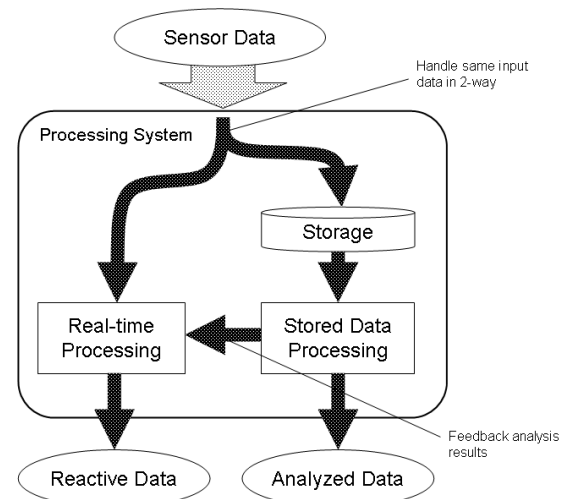 Sensor Data
Handle same input
data in 2-way
Processing System
Storage
Real-time
Processing
Stored Data
Processing
Feedback analysis
results
Reactive Data
Analyzed Data